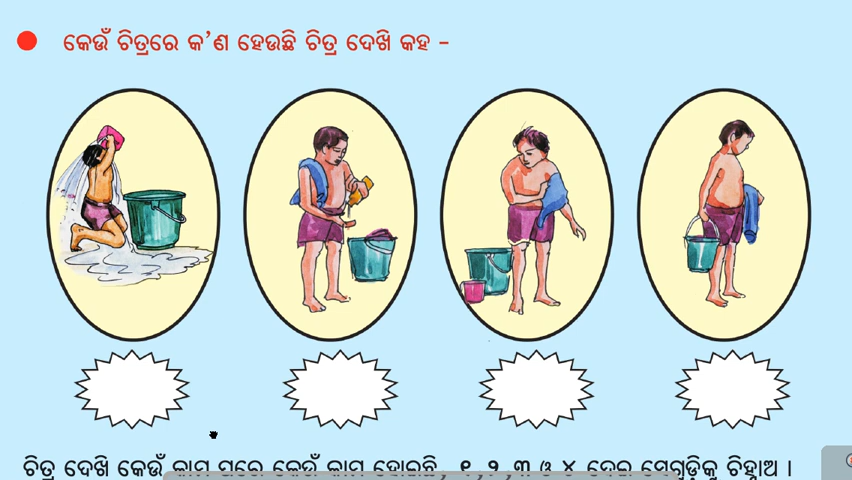 କେଉଁ ଚିତ୍ରରେ କ'ଣ ହେଉଛି ଚିତ୍ର ଦେଖି କହ –
ଚିତ୍ର ଦେଖି କେଉଁ କାମ ପରେ କେଉଁ କାମ ହୋଇଛି, ୧,୨,୩ ଓ ୪ ଦେଇ ସେଗୁଡ଼ିକୁ ଚିହ୍ନାଅ ।